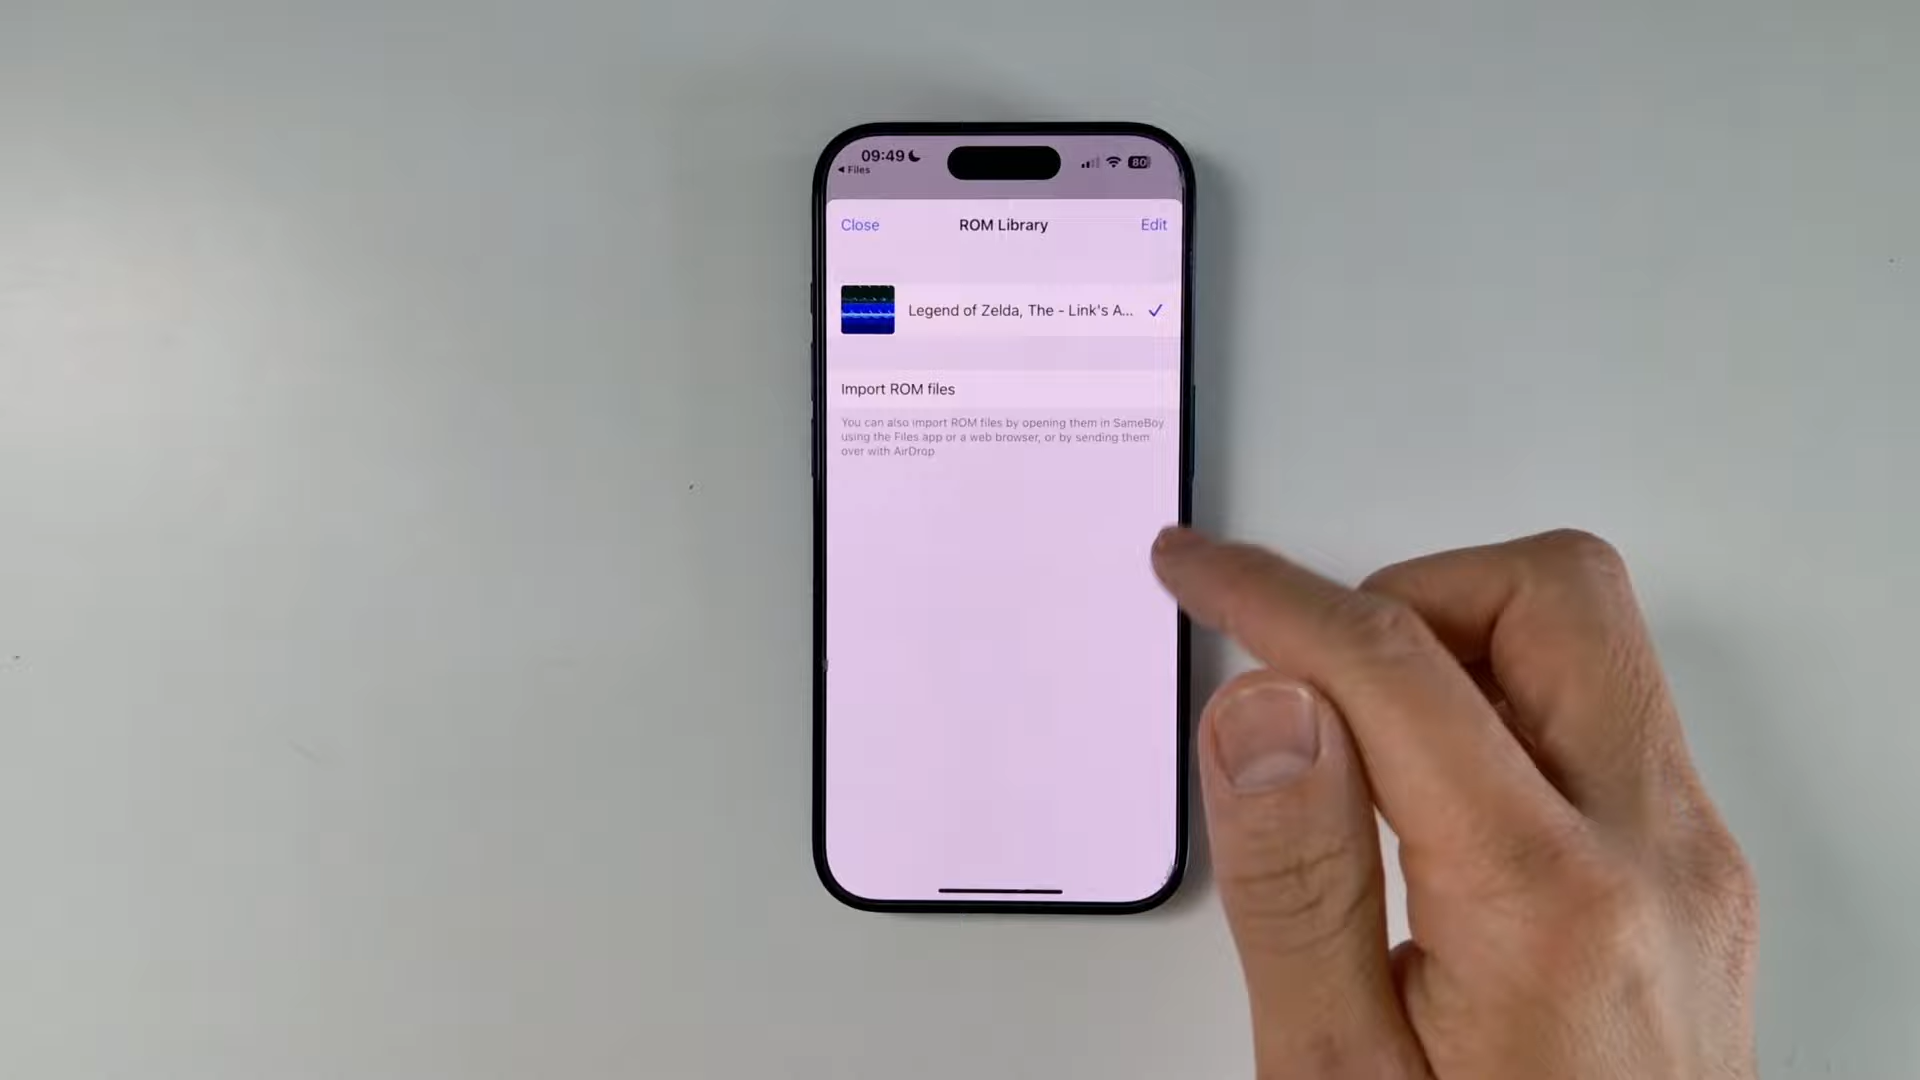 09:49
80
◀ Files
Close
ROM Library
Edit
Legend of Zelda, The - Link's A...
Import ROM files
You can also import ROM files by opening them in SameBoy
using the Files app or a web browser, or by sending them
over with AirDrop